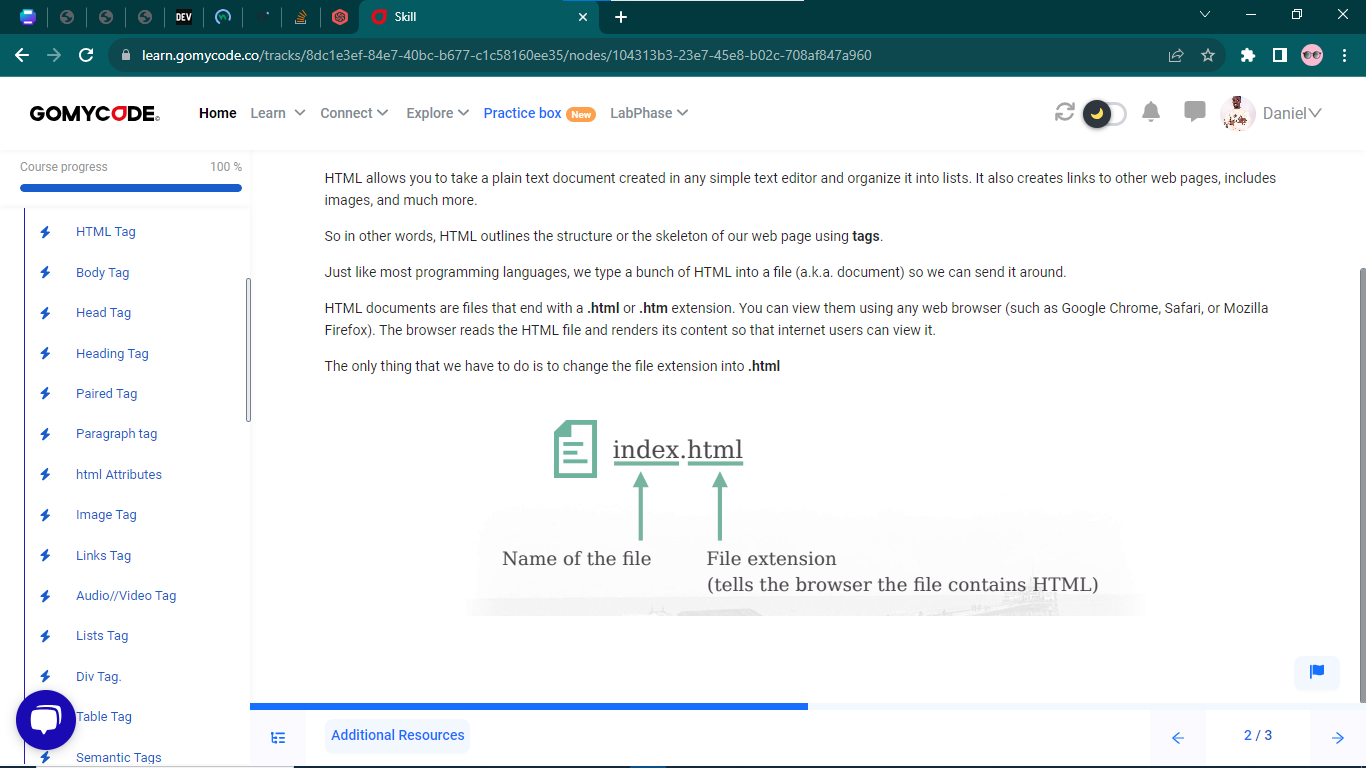 Skill
learn.gomycode.co/tracks/8dc1e3ef-84e7-40bc-b677-c1c58160ee35/nodes/104313b3-23e7-45e8-b02c-708af847a960
GOMYCODE. Home Learn Connect Explore Practice box New LabPhase Daniel
Course progress 100 %
HTML Tag
Body Tag
Head Tag
Heading Tag
Paired Tag
Paragraph tag
html Attributes
Image Tag
Links Tag
Audio//Video Tag
Lists Tag
Div Tag.
Table Tag
Semantic Tags
HTML allows you to take a plain text document created in any simple text editor and organize it into lists. It also creates links to other web pages, includes
images, and much more.
So in other words, HTML outlines the structure or the skeleton of our web page using tags.
Just like most programming languages, we type a bunch of HTML into a file (a.k.a. document) so we can send it around.
HTML documents are files that end with a .html or .htm extension. You can view them using any web browser (such as Google Chrome, Safari, or Mozilla
Firefox). The browser reads the HTML file and renders its content so that internet users can view it.
The only thing that we have to do is to change the file extension into .html
index.html
Name of the file
File extension
(tells the browser the file contains HTML)
Additional Resources
2 / 3
DEV